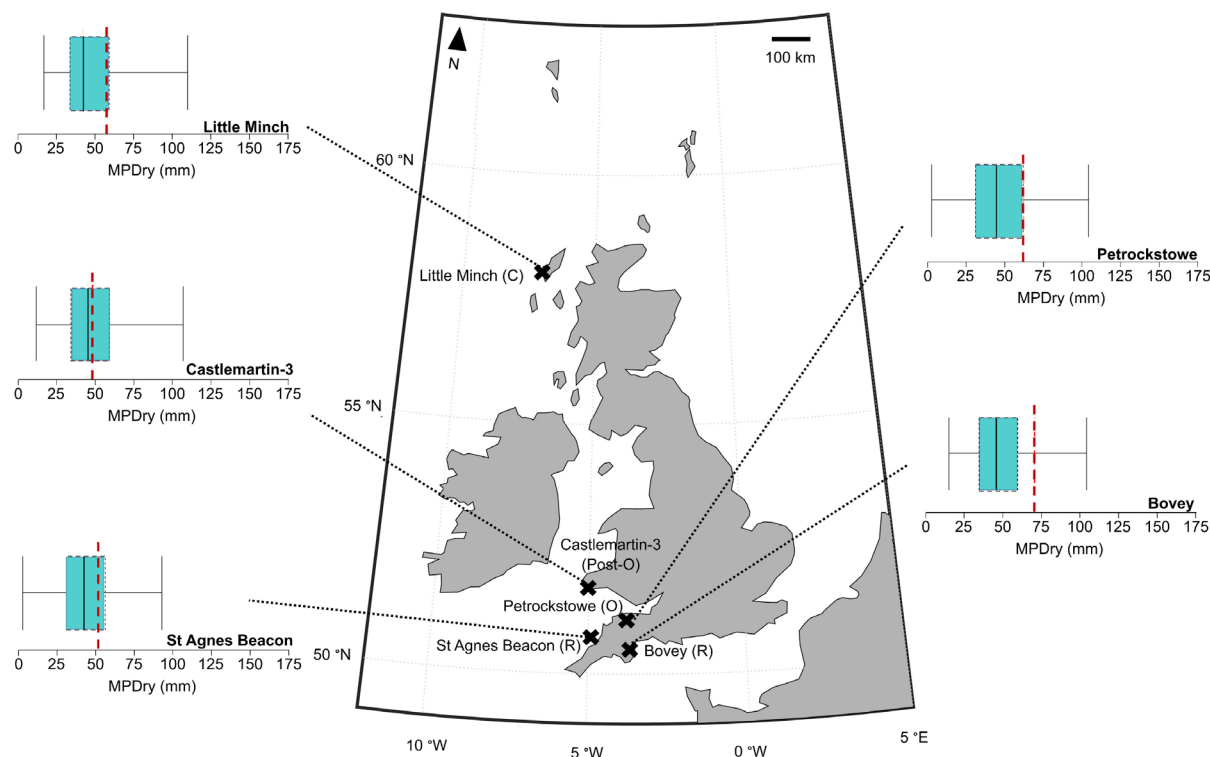 N
100 km
60 °N
55 °N
50 °N
10 °W
5 °W
0 °W
5 °E
Little Minch (C)
Castlemartin-3
(Post-O)
Petrockstowe (O)
St Agnes Beacon (R)
Bovey (R)
Little Minch
0 25 50 75 100 125 150 175
MPDry (mm)
Castlemartin-3
0 25 50 75 100 125 150 175
MPDry (mm)
St Agnes Beacon
0 25 50 75 100 125 150 175
MPDry (mm)
Petrockstowe
0 25 50 75 100 125 150 175
MPDry (mm)
Bovey
0 25 50 75 100 125 150 175
MPDry (mm)